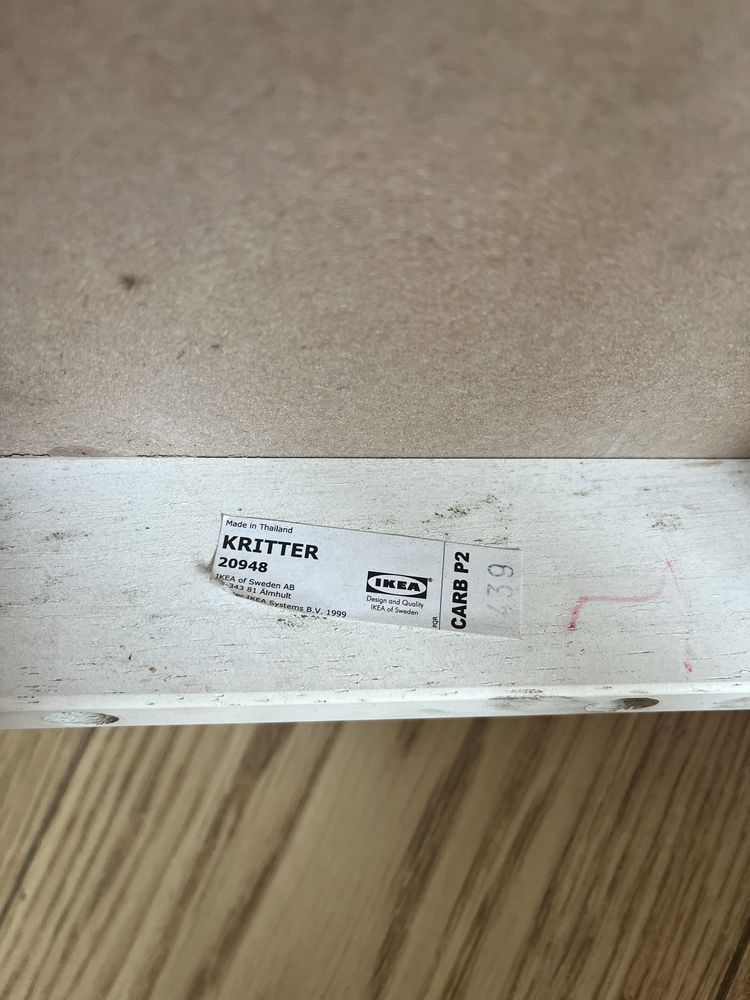 Made in Thailand
KRITTER
20948
IKEA of Sweden AB
-343 81 Älmhult
IKEA Systems B.V. 1999
IKEA®
Design and Quality
IKEA of Sweden
PQR
CARB P2
439